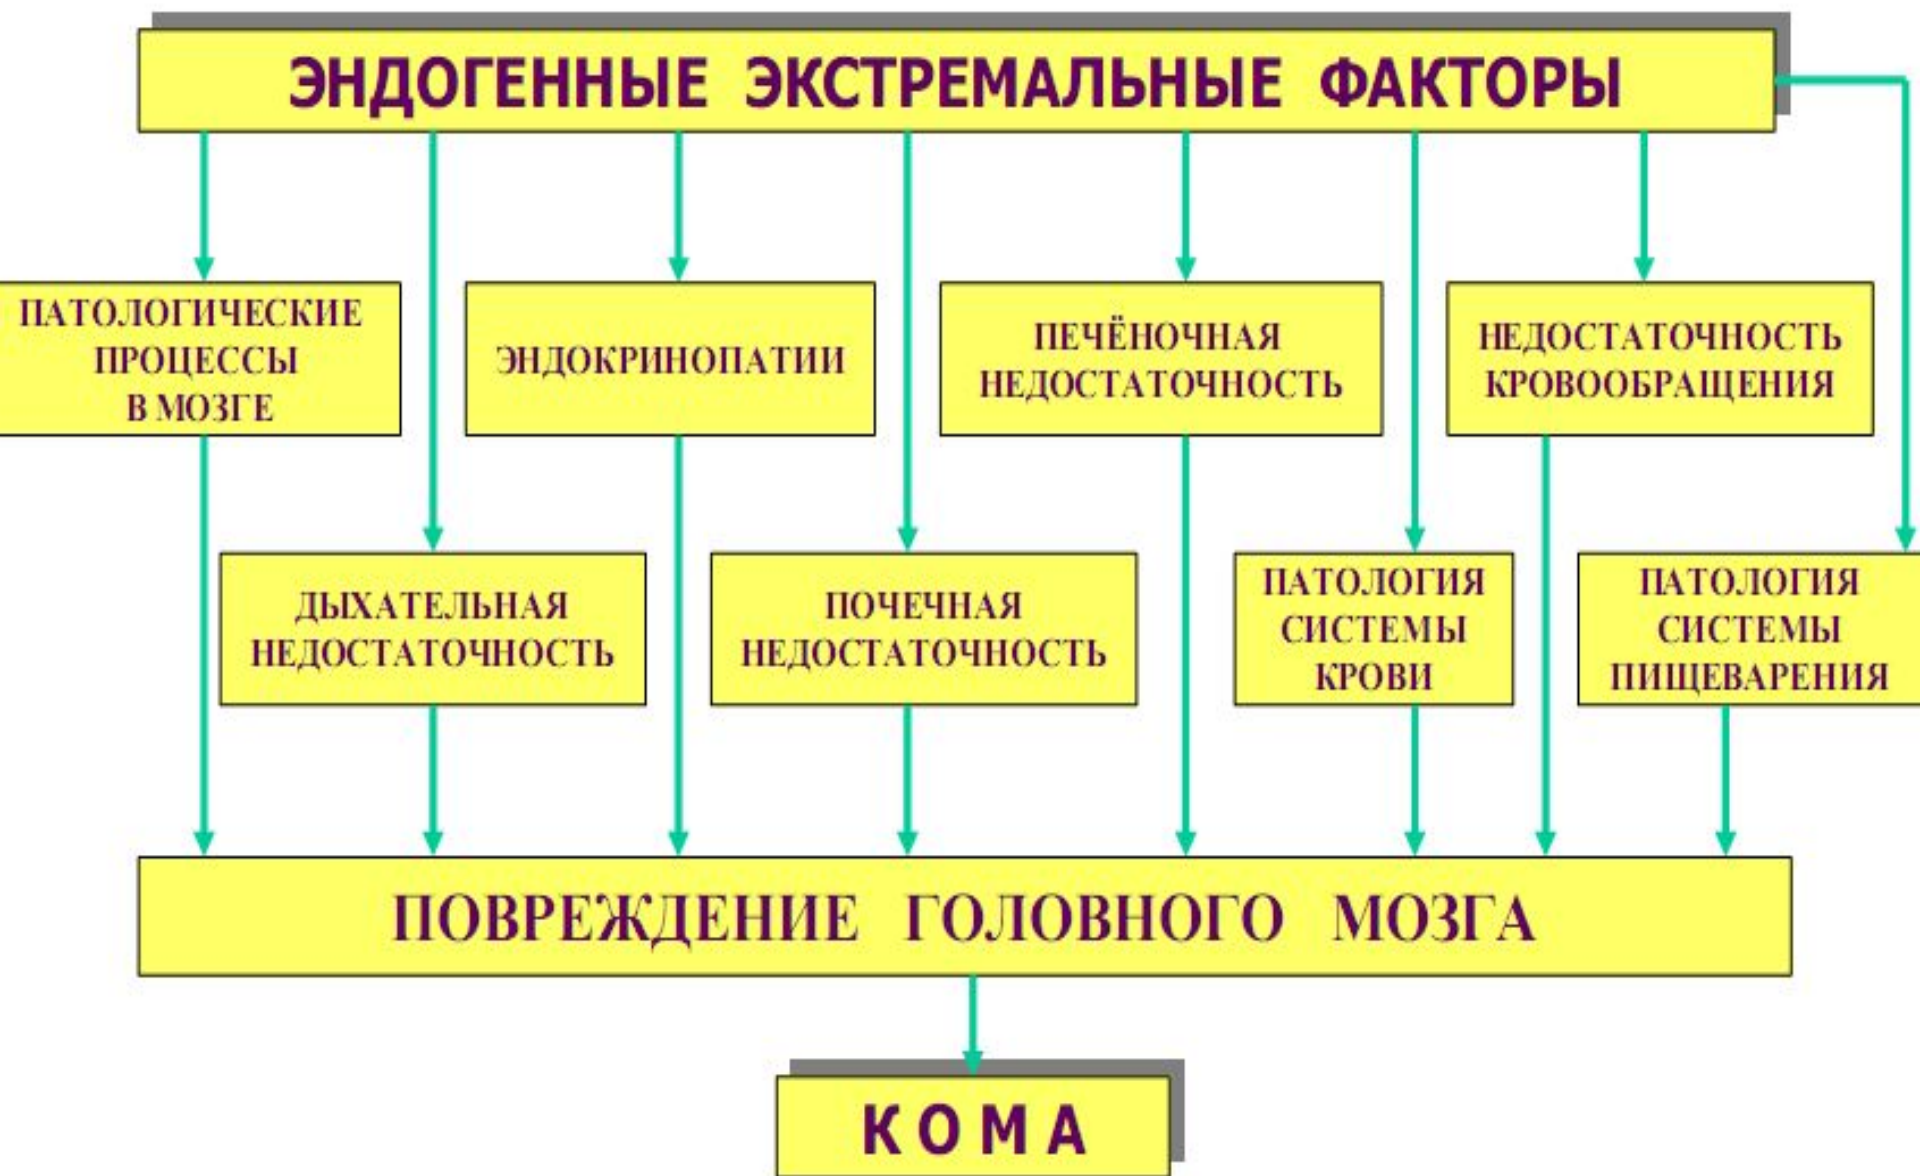 ЭНДОГЕННЫЕ ЭКСТРЕМАЛЬНЫЕ ФАКТОРЫ
ПАТОЛОГИЧЕСКИЕ
ПРОЦЕССЫ
В МОЗГЕ
ЭНДОКРИНОПАТИИ
ПЕЧЁНОЧНАЯ
НЕДОСТАТОЧНОСТЬ
НЕДОСТАТОЧНОСТЬ
КРОВООБРАЩЕНИЯ
ДЫХАТЕЛЬНАЯ
НЕДОСТАТОЧНОСТЬ
ПОЧЕЧНАЯ
НЕДОСТАТОЧНОСТЬ
ПАТОЛОГИЯ
СИСТЕМЫ
КРОВИ
ПАТОЛОГИЯ
СИСТЕМЫ
ПИЩЕВАРЕНИЯ
ПОВРЕЖДЕНИЕ ГОЛОВНОГО МОЗГА
КОМА